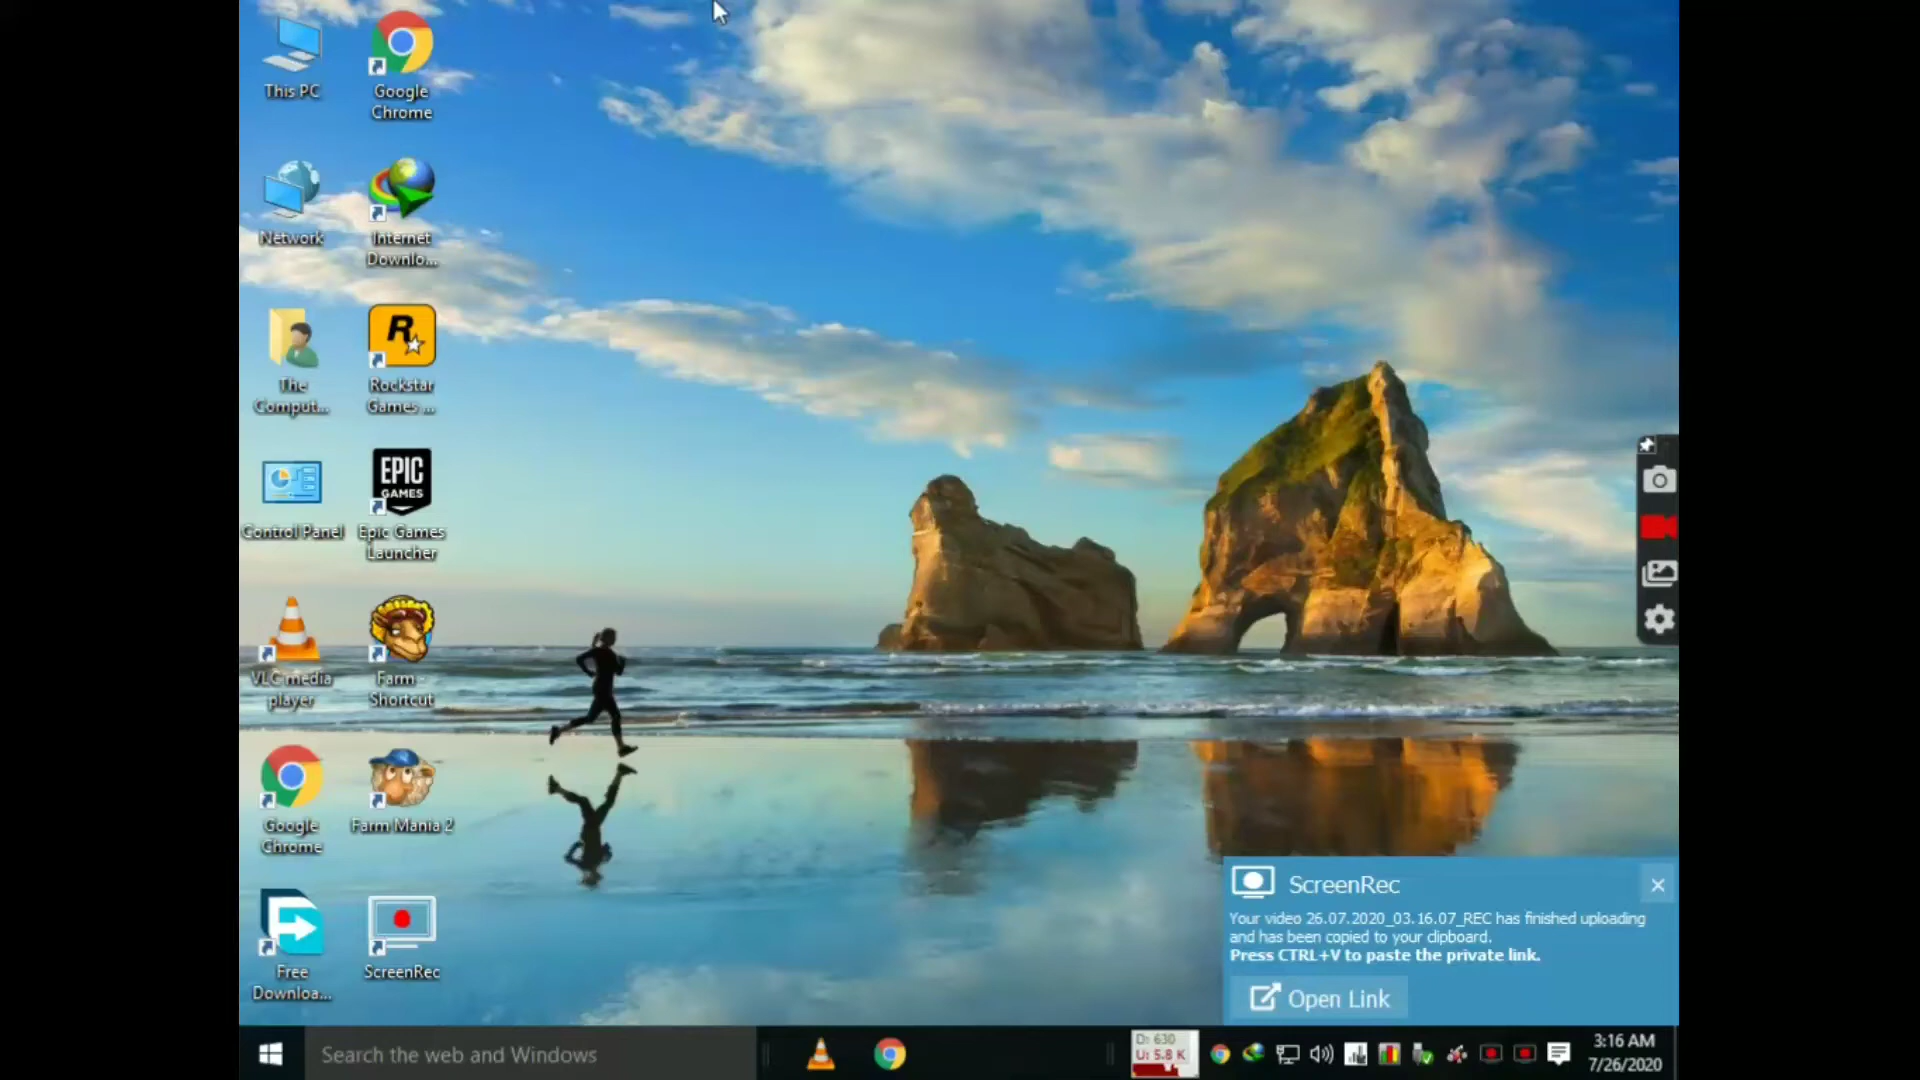 This PC
Google
Chrome
Network
Internet
Downlo...
The
Comput...
R
Rockstar
Games ...
Control Panel
EPIC
GAMES
Epic Games
Launcher
VLC media
player
Farm -
Shortcut
Google
Chrome
Farm Mania 2
Free
Downloa...
ScreenRec
ScreenRec
Your video 26.07.2020_03.16.07_REC has finished uploading
and has been copied to your clipboard.
Press CTRL+V to paste the private link.
Open Link
Search the web and Windows
D: 630
U: 5.8 K
3:16 AM
7/26/2020